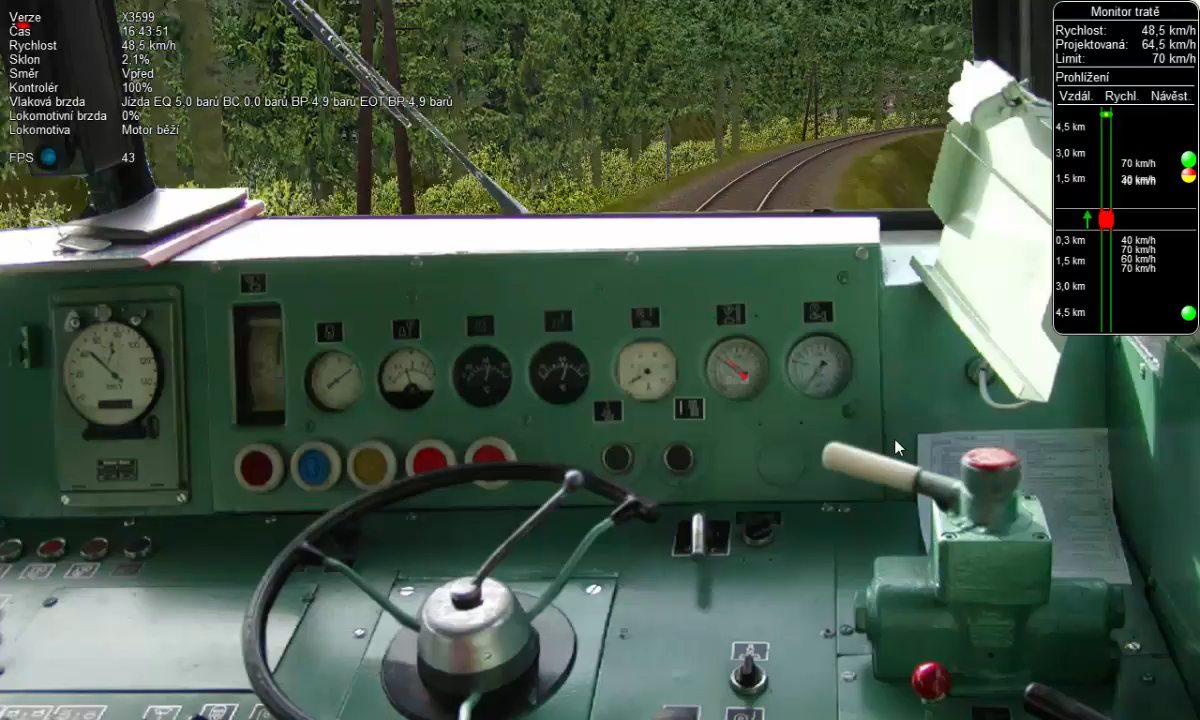 Verze X3599
Čas 16:43:51
Rychlost 48,5 km/h
Sklon 2,1%
Směr Vpřed
Kontrolér 100%
Vlaková brzda Jízda EQ 5,0 barů BC 0,0 barů BP 4,9 barů EOT BP 4,9 barů
Lokomotivní brzda 0%
Lokomotiva Motor běží
FPS 43
Monitor tratě
Rychlost: 48,5 km/h
Projektovaná: 64,5 km/h
Limit: 70 km/h
Prohlížení
Vzdál. Rychl. Návěst.
4,5 km
3,0 km
70 km/h
1,5 km
40 km/h
0,3 km 40 km/h
70 km/h
1,5 km 60 km/h
70 km/h
3,0 km
4,5 km